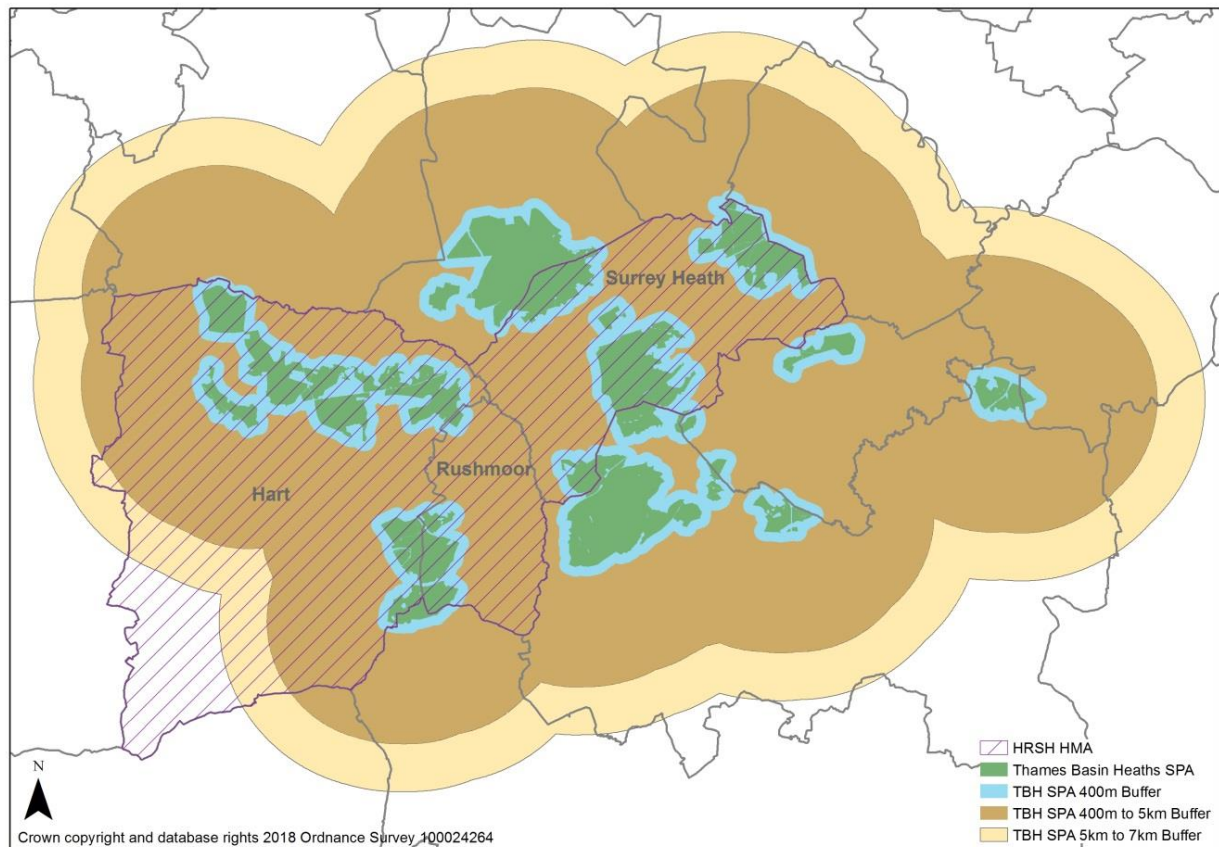 Surrey Heath
Rushmoor
Hart
HRSH HMA
Thames Basin Heaths SPA
TBH SPA 400m Buffer
TBH SPA 400m to 5km Buffer
TBH SPA 5km to 7km Buffer
N
Crown copyright and database rights 2018 Ordnance Survey 100024264